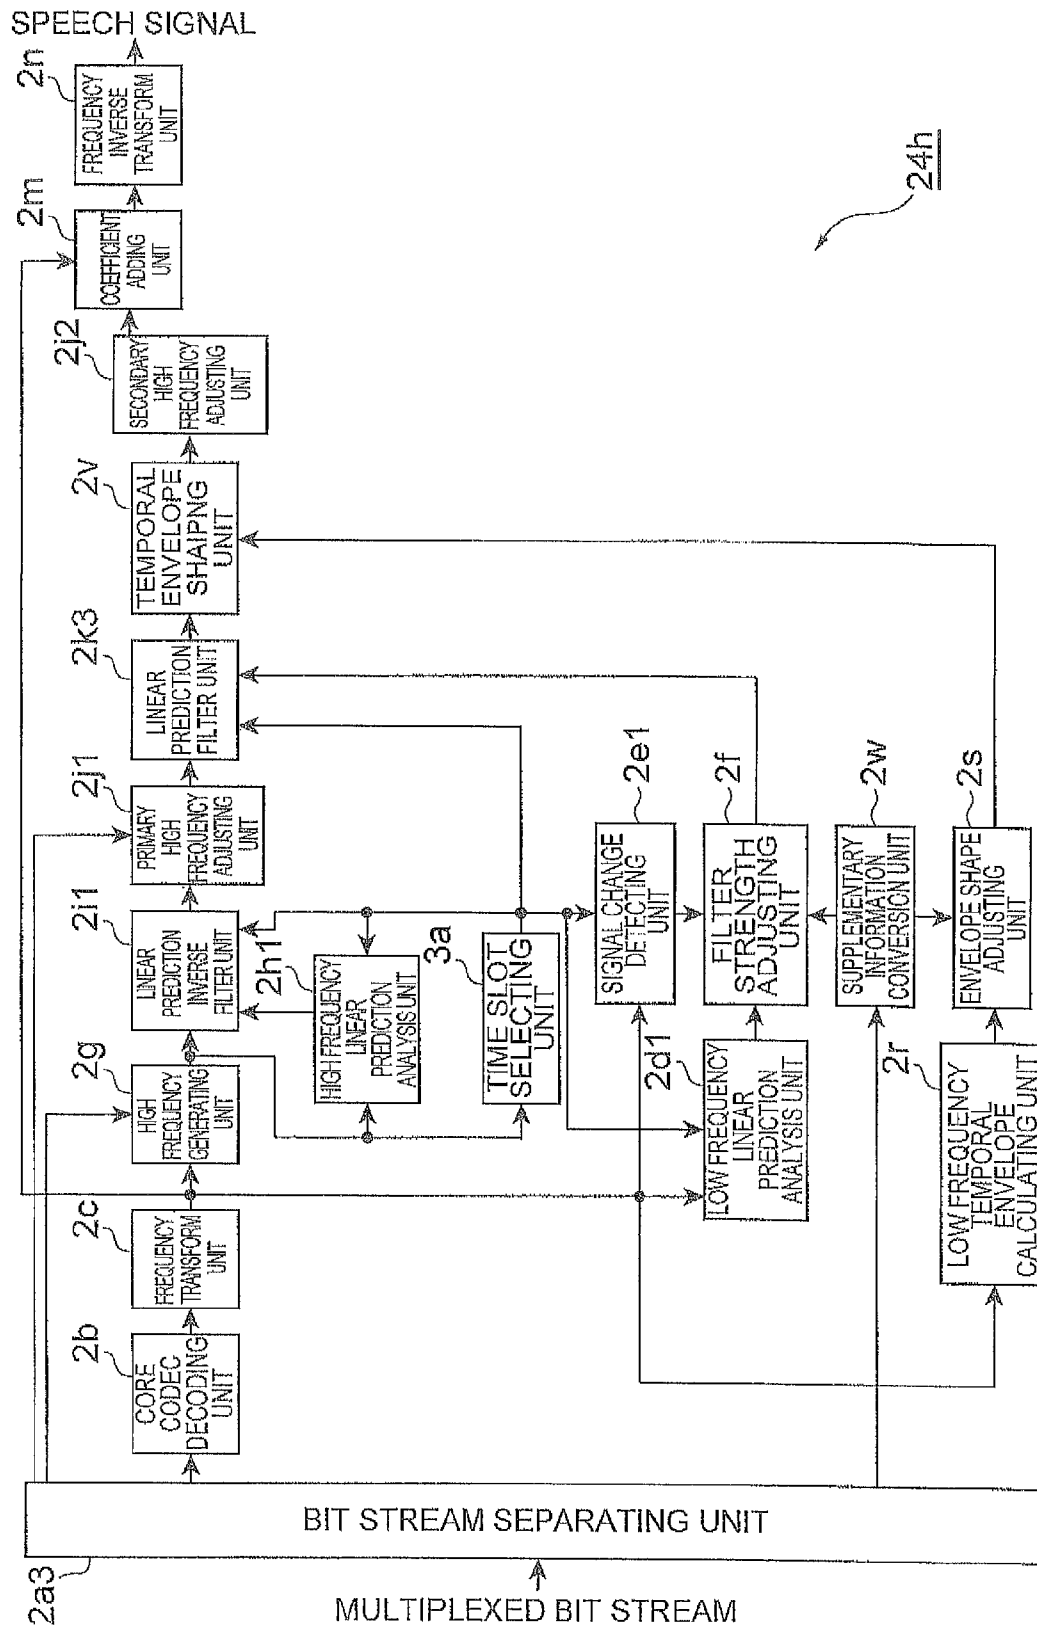 SPEECH SIGNAL
2n
FREQUENCY
INVERSE
TRANSFORM
UNIT
2m
COEFFICIENT
ADDING
UNIT
2j2
SECONDARY
HIGH
FREQUENCY
ADJUSTING
UNIT
2v
TEMPORAL
ENVELOPE
SHAIPNG
UNIT
2k3
LINEAR
PREDICTION
FILTER UNIT
2j1
PRIMARY
HIGH
FREQUENCY
ADJUSTING
UNIT
2i1
LINEAR
PREDICTION
INVERSE
FILTER UNIT
2h1
HIGH FREQUENCY
LINEAR
PREDICTION
ANALYSIS UNIT
2g
HIGH
FREQUENCY
GENERATING
UNIT
2c
FREQUENCY
TRANSFORM
UNIT
2b
CORE
CODEC
DECODING
UNIT
3a
TIME SLOT
SELECTING
UNIT
2e1
SIGNAL CHANGE
DETECTING
UNIT
2f
FILTER
STRENGTH
ADJUSTING
UNIT
2d1
LOW FREQUENCY
LINEAR
PREDICTION
ANALYSIS UNIT
2w
SUPPLEMENTARY
INFORMATION
CONVERSION UNIT
2s
ENVELOPE SHAPE
ADJUSTING
UNIT
2r
LOW FREQUENCY
TEMPORAL
ENVELOPE
CALCULATING UNIT
24h
BIT STREAM SEPARATING UNIT
2a3
MULTIPLEXED BIT STREAM